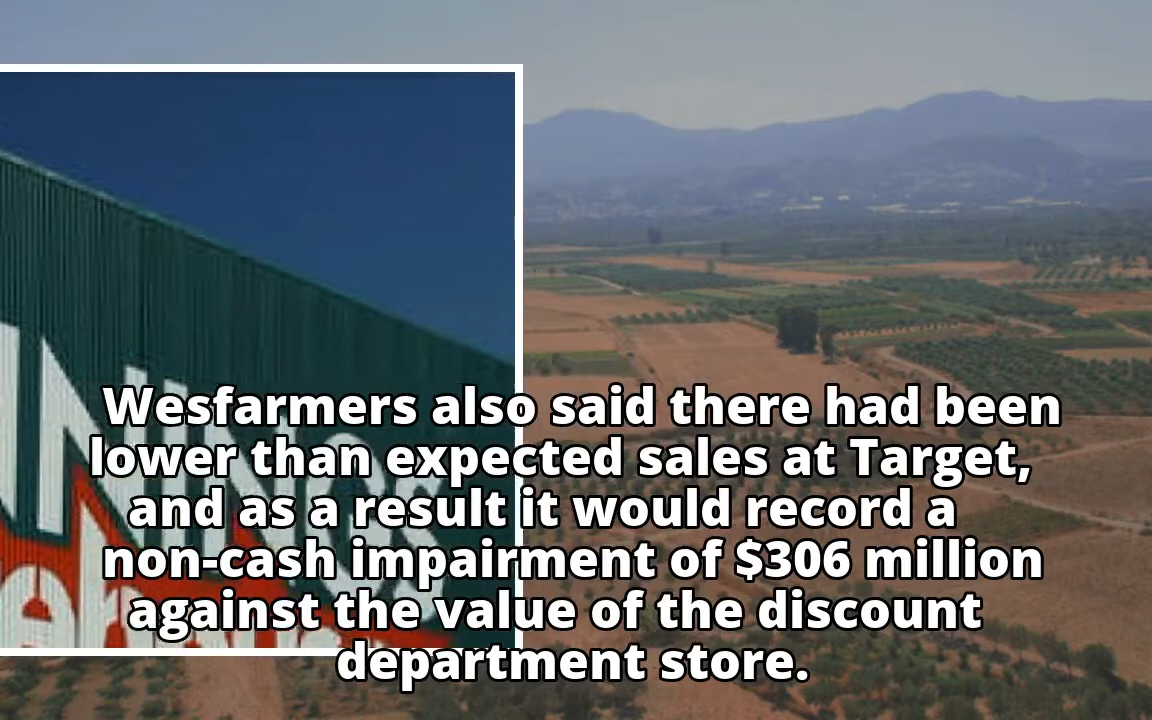 Wesfarmers also said there had been
lower than expected sales at Target,
and as a result it would record a
non-cash impairment of $306 million
against the value of the discount
department store.